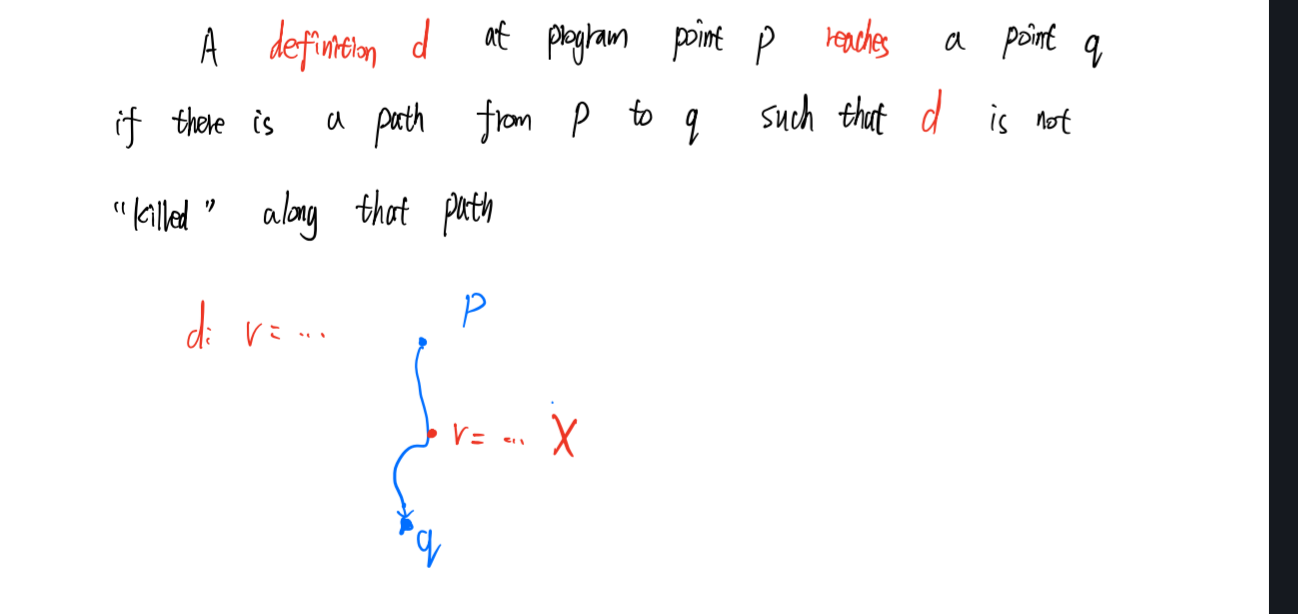 A definition d at program point p reaches a point q
if there is a path from p to q such that d is not
"killed" along that path
d: v = ...
P
v = ... X
q